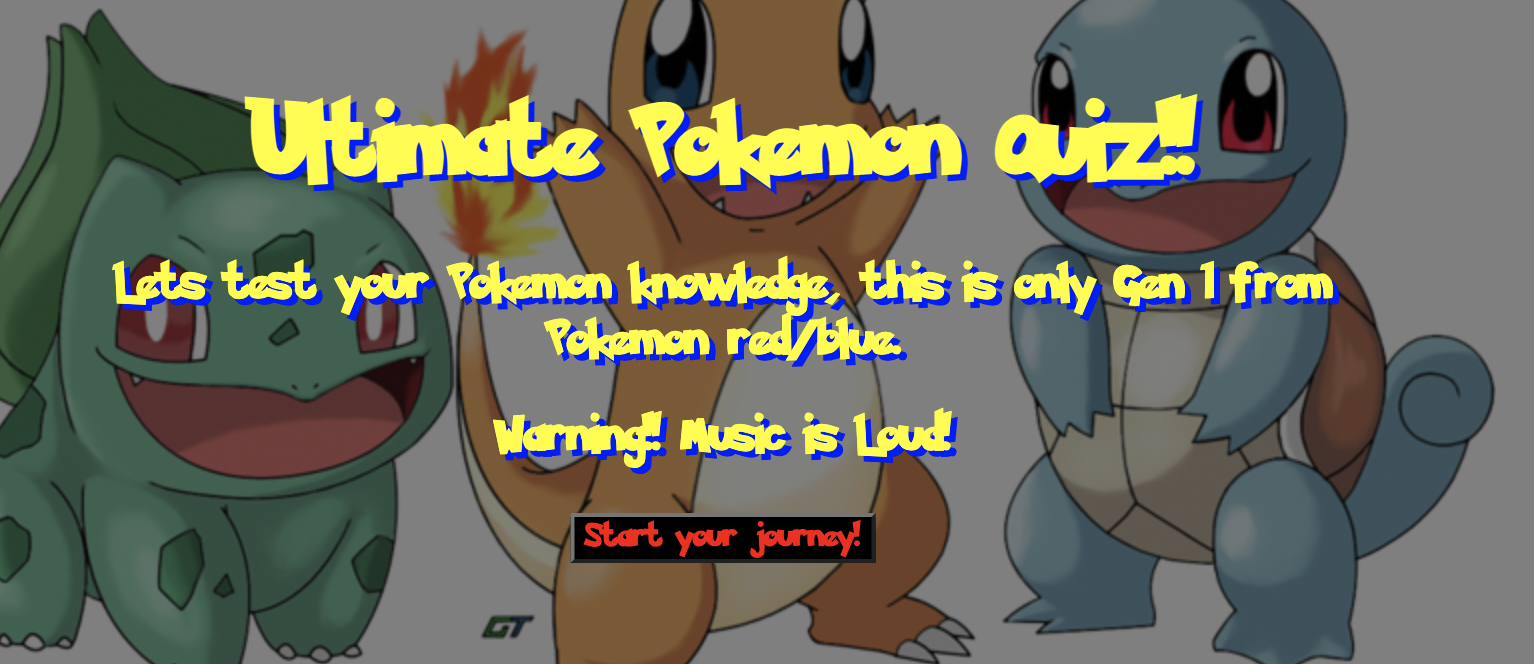 Ultimate Pokemon Quiz!!
Lets test your Pokemon knowledge, this is only Gen 1 from
Pokemon red/blue.
Warning!! Music is Loud!
Start your journey!
GT